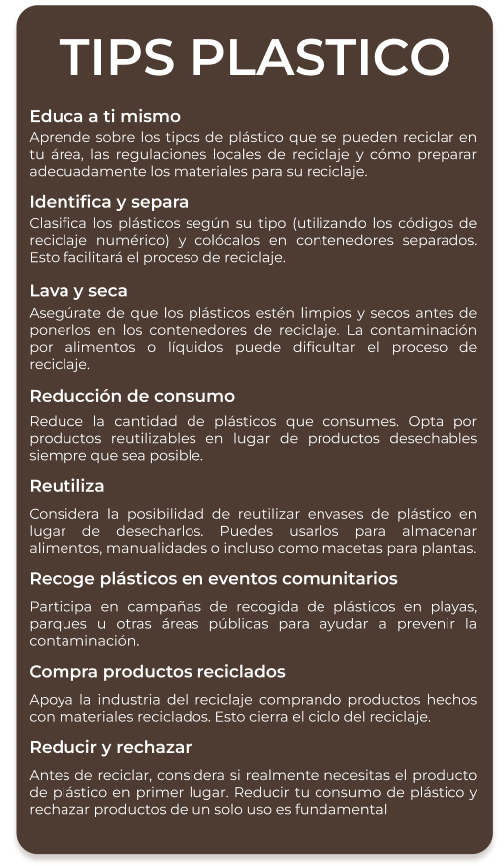 TIPS PLASTICO
Educa a ti mismo
Aprende sobre los tipos de plástico que se pueden reciclar en
tu área, las regulaciones locales de reciclaje y cómo preparar
adecuadamente los materiales para su reciclaje.
Identifica y separa
Clasifica los plásticos según su tipo (utilizando los códigos de
reciclaje numérico) y colócalos en contenedores separados.
Esto facilitará el proceso de reciclaje.
Lava y seca
Asegúrate de que los plásticos estén limpios y secos antes de
ponerlos en los contenedores de reciclaje. La contaminación
por alimentos o líquidos puede dificultar el proceso de
reciclaje.
Reducción de consumo
Reduce la cantidad de plásticos que consumes. Opta por
productos reutilizables en lugar de productos desechables
siempre que sea posible.
Reutiliza
Considera la posibilidad de reutilizar envases de plástico en
lugar de desecharlos. Puedes usarlos para almacenar
alimentos, manualidades o incluso como macetas para plantas.
Recoge plásticos en eventos comunitarios
Participa en campañas de recogida de plásticos en playas,
parques u otras áreas públicas para ayudar a prevenir la
contaminación.
Compra productos reciclados
Apoya la industria del reciclaje comprando productos hechos
con materiales reciclados. Esto cierra el ciclo del reciclaje.
Reducir y rechazar
Antes de reciclar, considera si realmente necesitas el producto
de plástico en primer lugar. Reducir tu consumo de plástico y
rechazar productos de un solo uso es fundamental